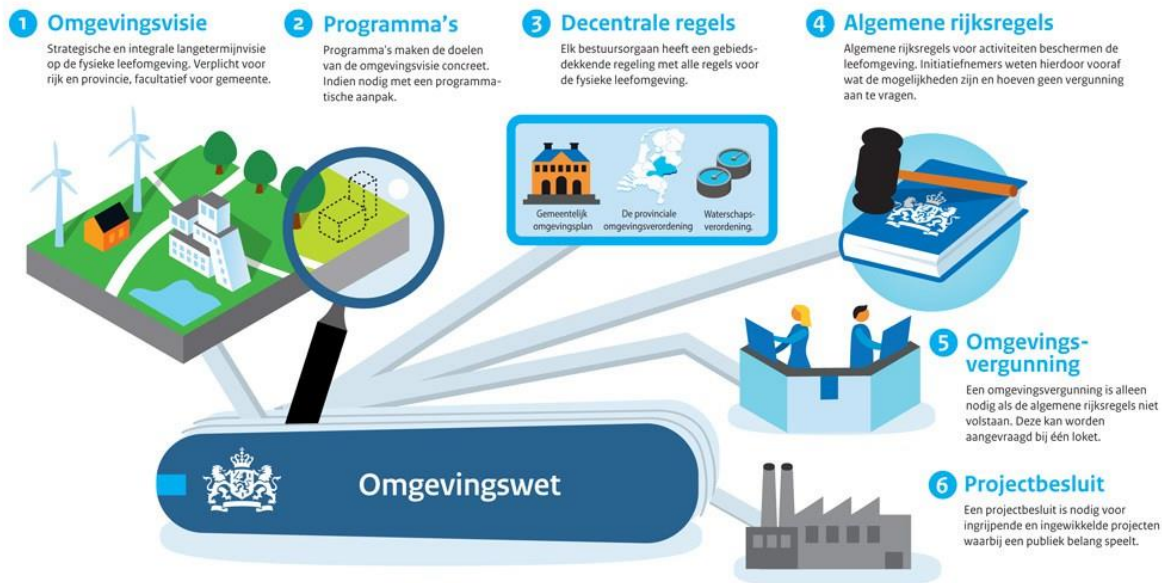 1 Omgevingsvisie
Strategische en integrale langetermijnvisie
op de fysieke leefomgeving. Verplicht voor
rijk en provincie, facultatief voor gemeente.
2 Programma's
Programma's maken de doelen
van de omgevingsvisie concreet.
Indien nodig met een programma-
tische aanpak.
3 Decentrale regels
Elk bestuursorgaan heeft een gebieds-
dekkende regeling met alle regels voor
de fysieke leefomgeving.
4 Algemene rijksregels
Algemene rijksregels voor activiteiten beschermen de
leefomgeving. Initiatiefnemers weten hierdoor vooraf
wat de mogelijkheden zijn en hoeven geen vergunning
aan te vragen.
Gemeentelijk
omgevingsplan
De provinciale
omgevingsverordening
Waterschaps-
verordening.
5 Omgevings-
vergunning
Een omgevingsvergunning is alleen
nodig als de algemene rijksregels niet
volstaan. Deze kan worden
aangevraagd bij één loket.
Omgevingswet
6 Projectbesluit
Een projectbesluit is nodig voor
ingrijpende en ingewikkelde projecten
waarbij een publiek belang speelt.